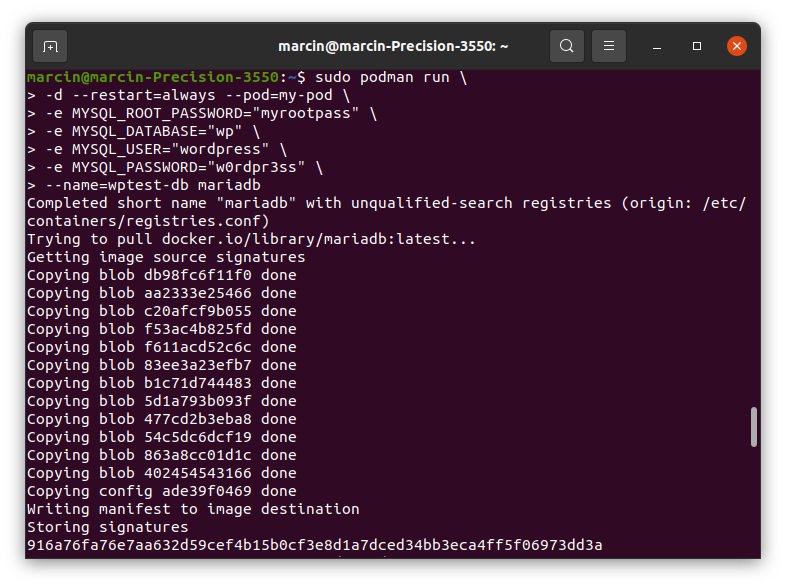 marcin@marcin-Precision-3550: ~
marcin@marcin-Precision-3550:~$ sudo podman run \
> -d --restart=always --pod=my-pod \
> -e MYSQL_ROOT_PASSWORD="myrootpass" \
> -e MYSQL_DATABASE="wp" \
> -e MYSQL_USER="wordpress" \
> -e MYSQL_PASSWORD="w0rdpr3ss" \
> --name=wptest-db mariadb
Completed short name "mariadb" with unqualified-search registries (origin: /etc/
containers/registries.conf)
Trying to pull docker.io/library/mariadb:latest...
Getting image source signatures
Copying blob db98fc6f11f0 done
Copying blob aa2333e25466 done
Copying blob c20afcf9b055 done
Copying blob f53ac4b825fd done
Copying blob f611acd52c6c done
Copying blob 83ee3a23efb7 done
Copying blob b1c71d744483 done
Copying blob 5d1a793b093f done
Copying blob 477cd2b3eba8 done
Copying blob 54c5dc6dcf19 done
Copying blob 863a8cc01d1c done
Copying blob 402454543166 done
Copying config ade39f0469 done
Writing manifest to image destination
Storing signatures
916a76fa76e7aa632d59cef4b15b0cf3e8d1a7dced34bb3eca4ff5f06973dd3a